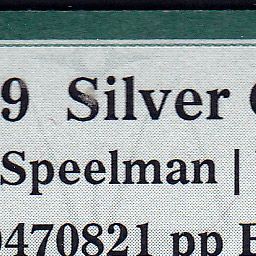 9 Silver
Speelman |
0470821 pp